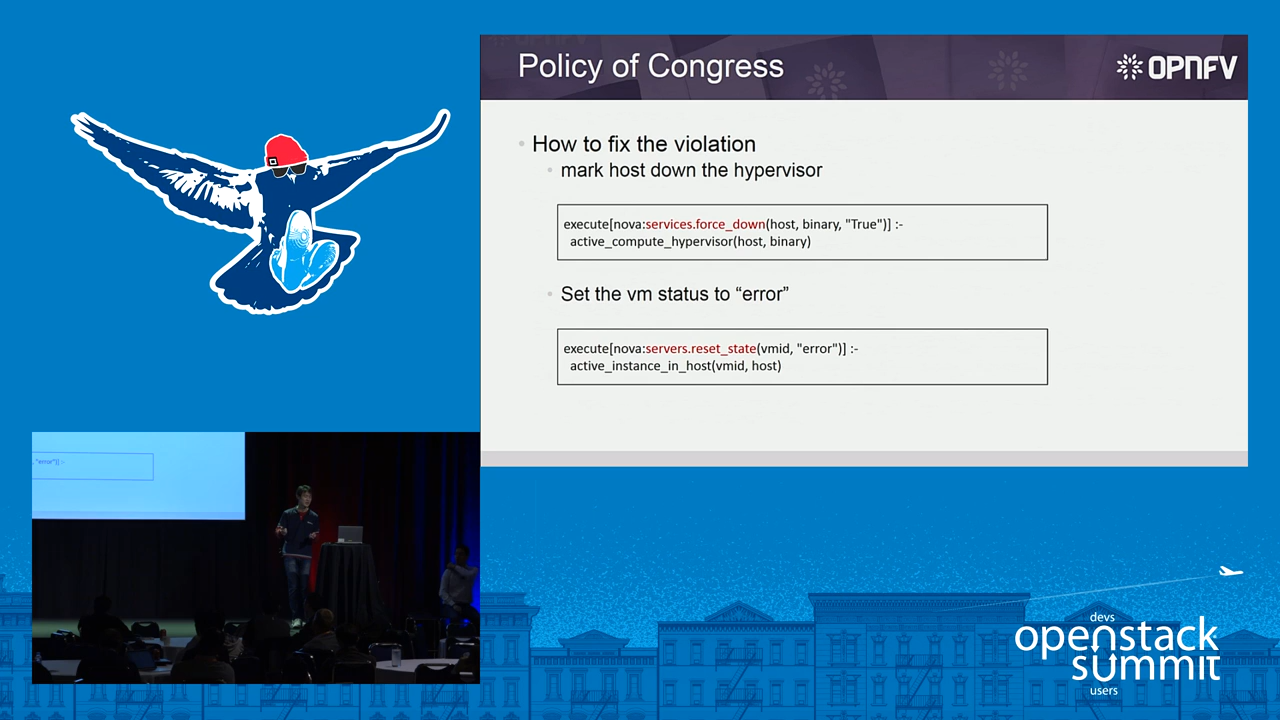 Policy of Congress
OPNFV
How to fix the violation
mark host down the hypervisor
execute[nova:services.force_down(host, binary, "True")] :-
active_compute_hypervisor(host, binary)
Set the vm status to “error”
execute[nova:servers.reset_state(vmid, "error")] :-
active_instance_in_host(vmid, host)
, "error")] :-
devs
openstack
summit
users